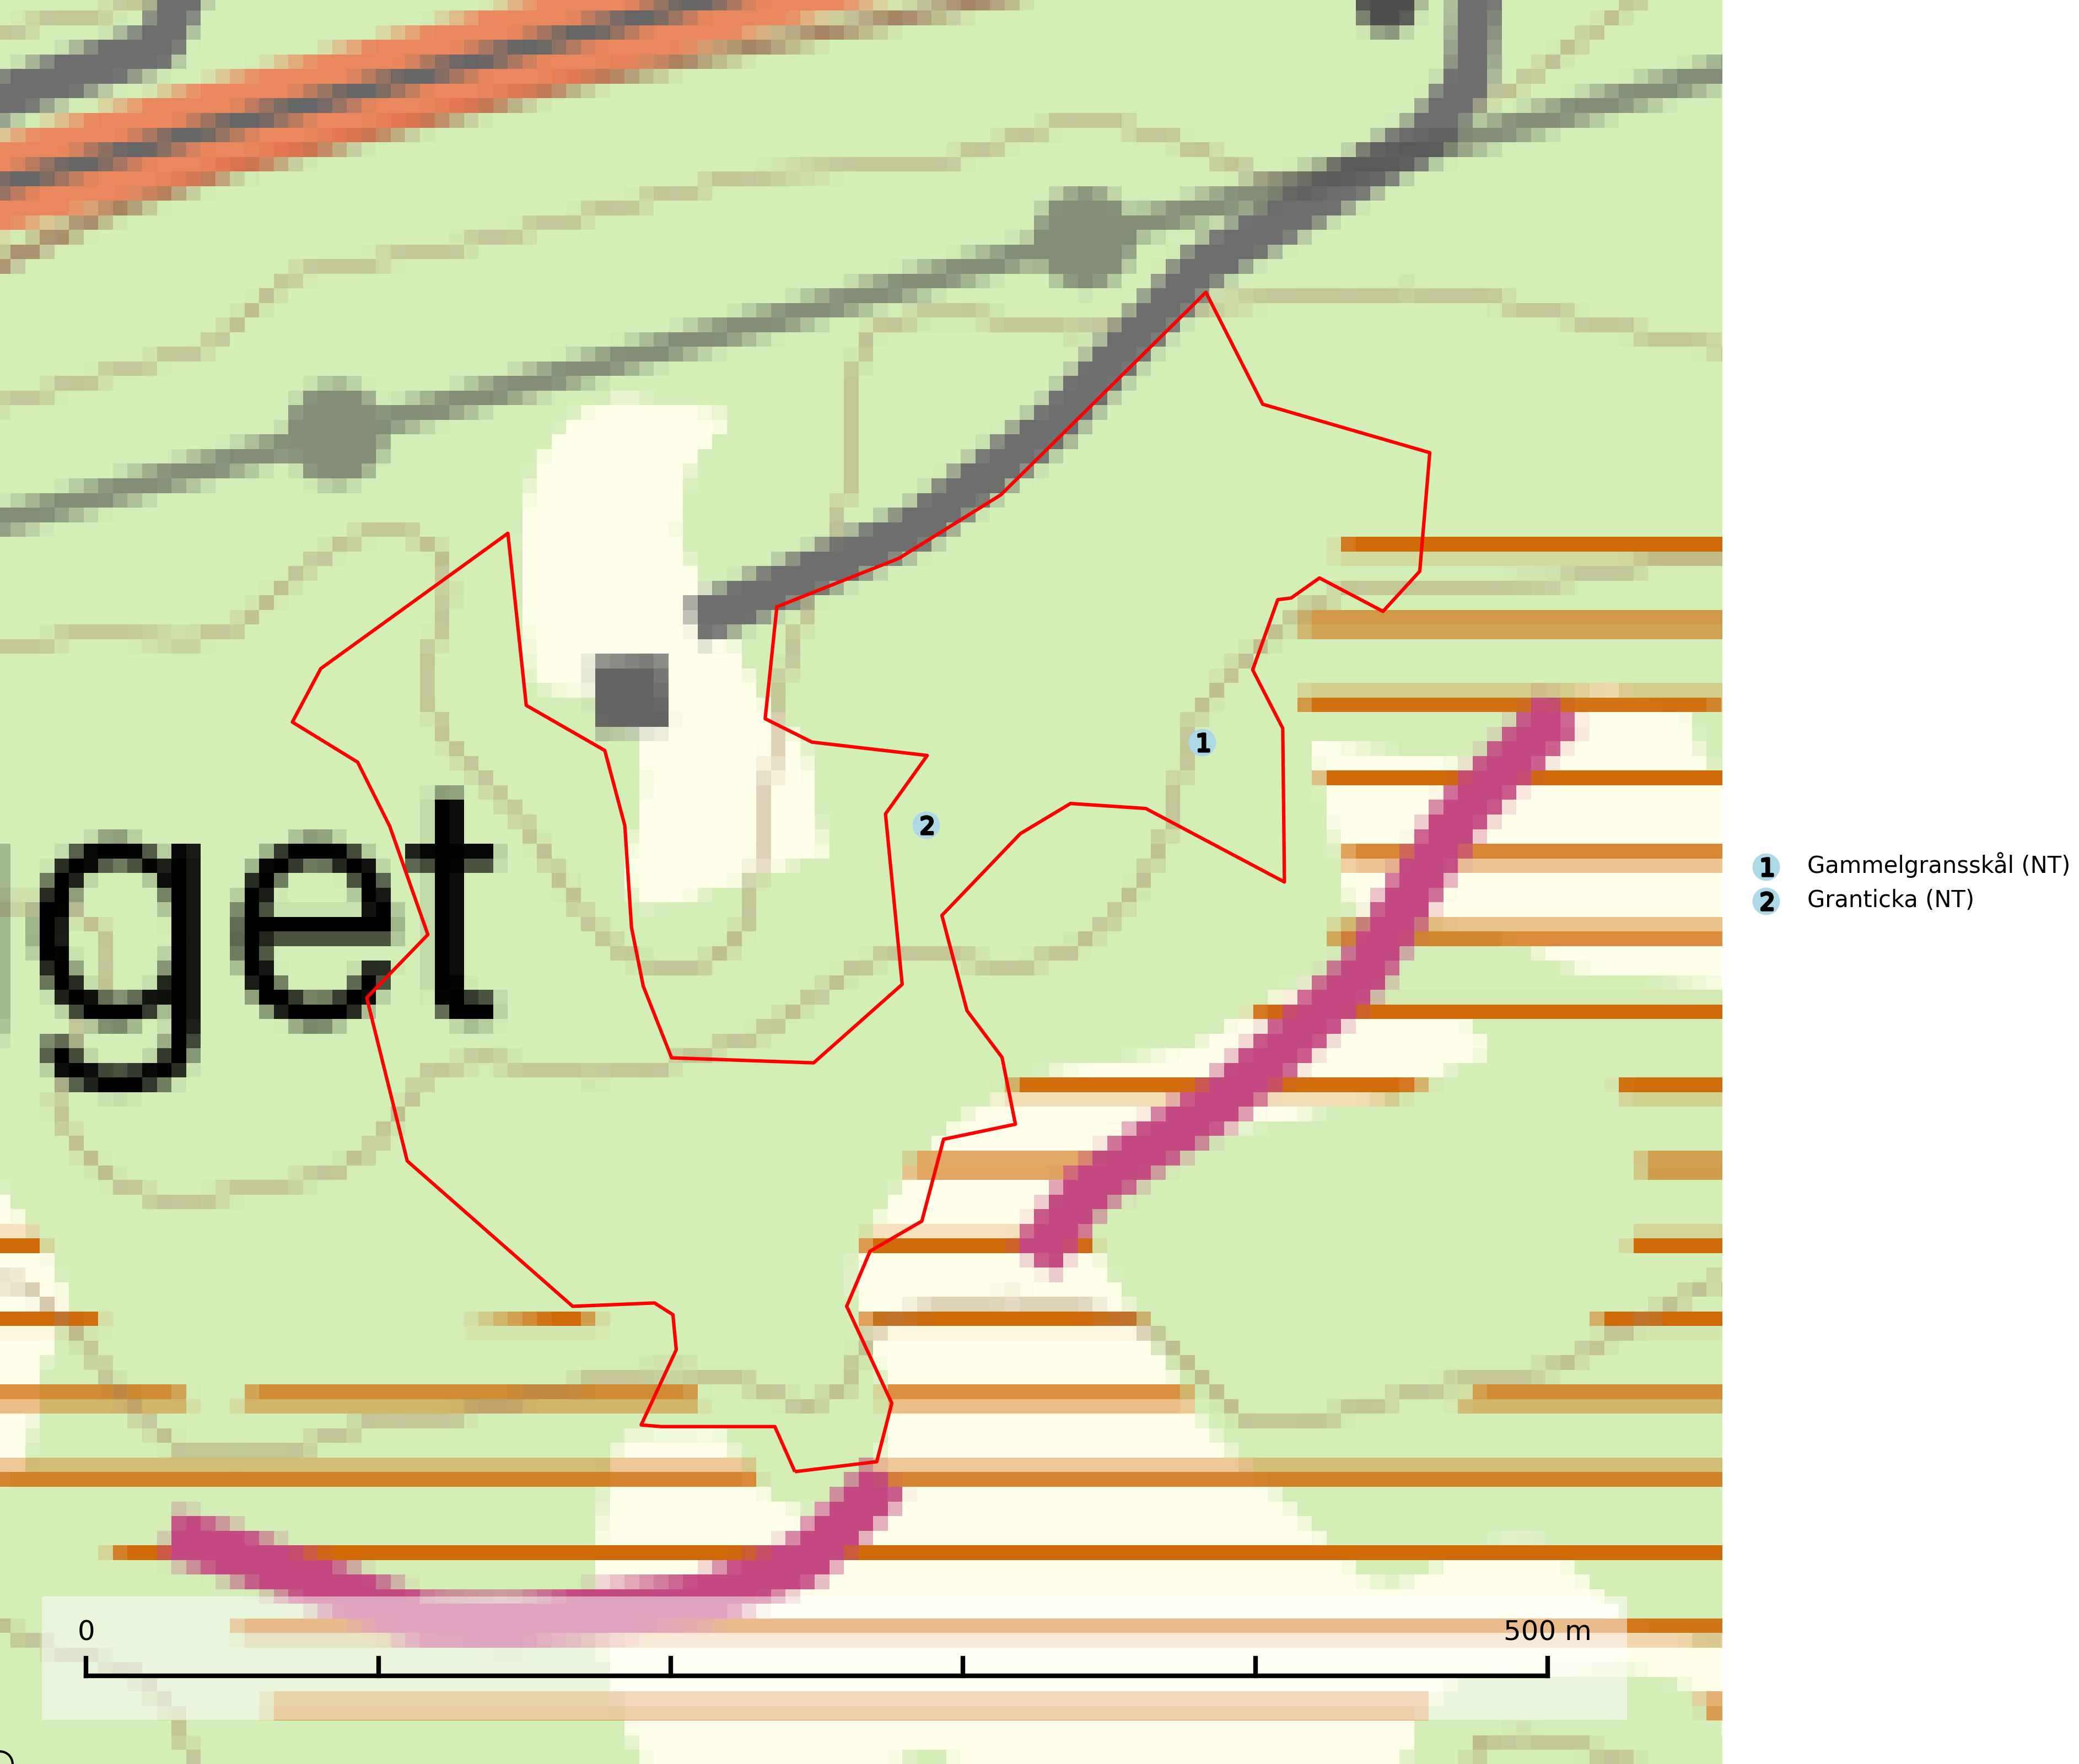 get
1
2
1 Gammelgransskål (NT)
2 Granticka (NT)
0 500 m